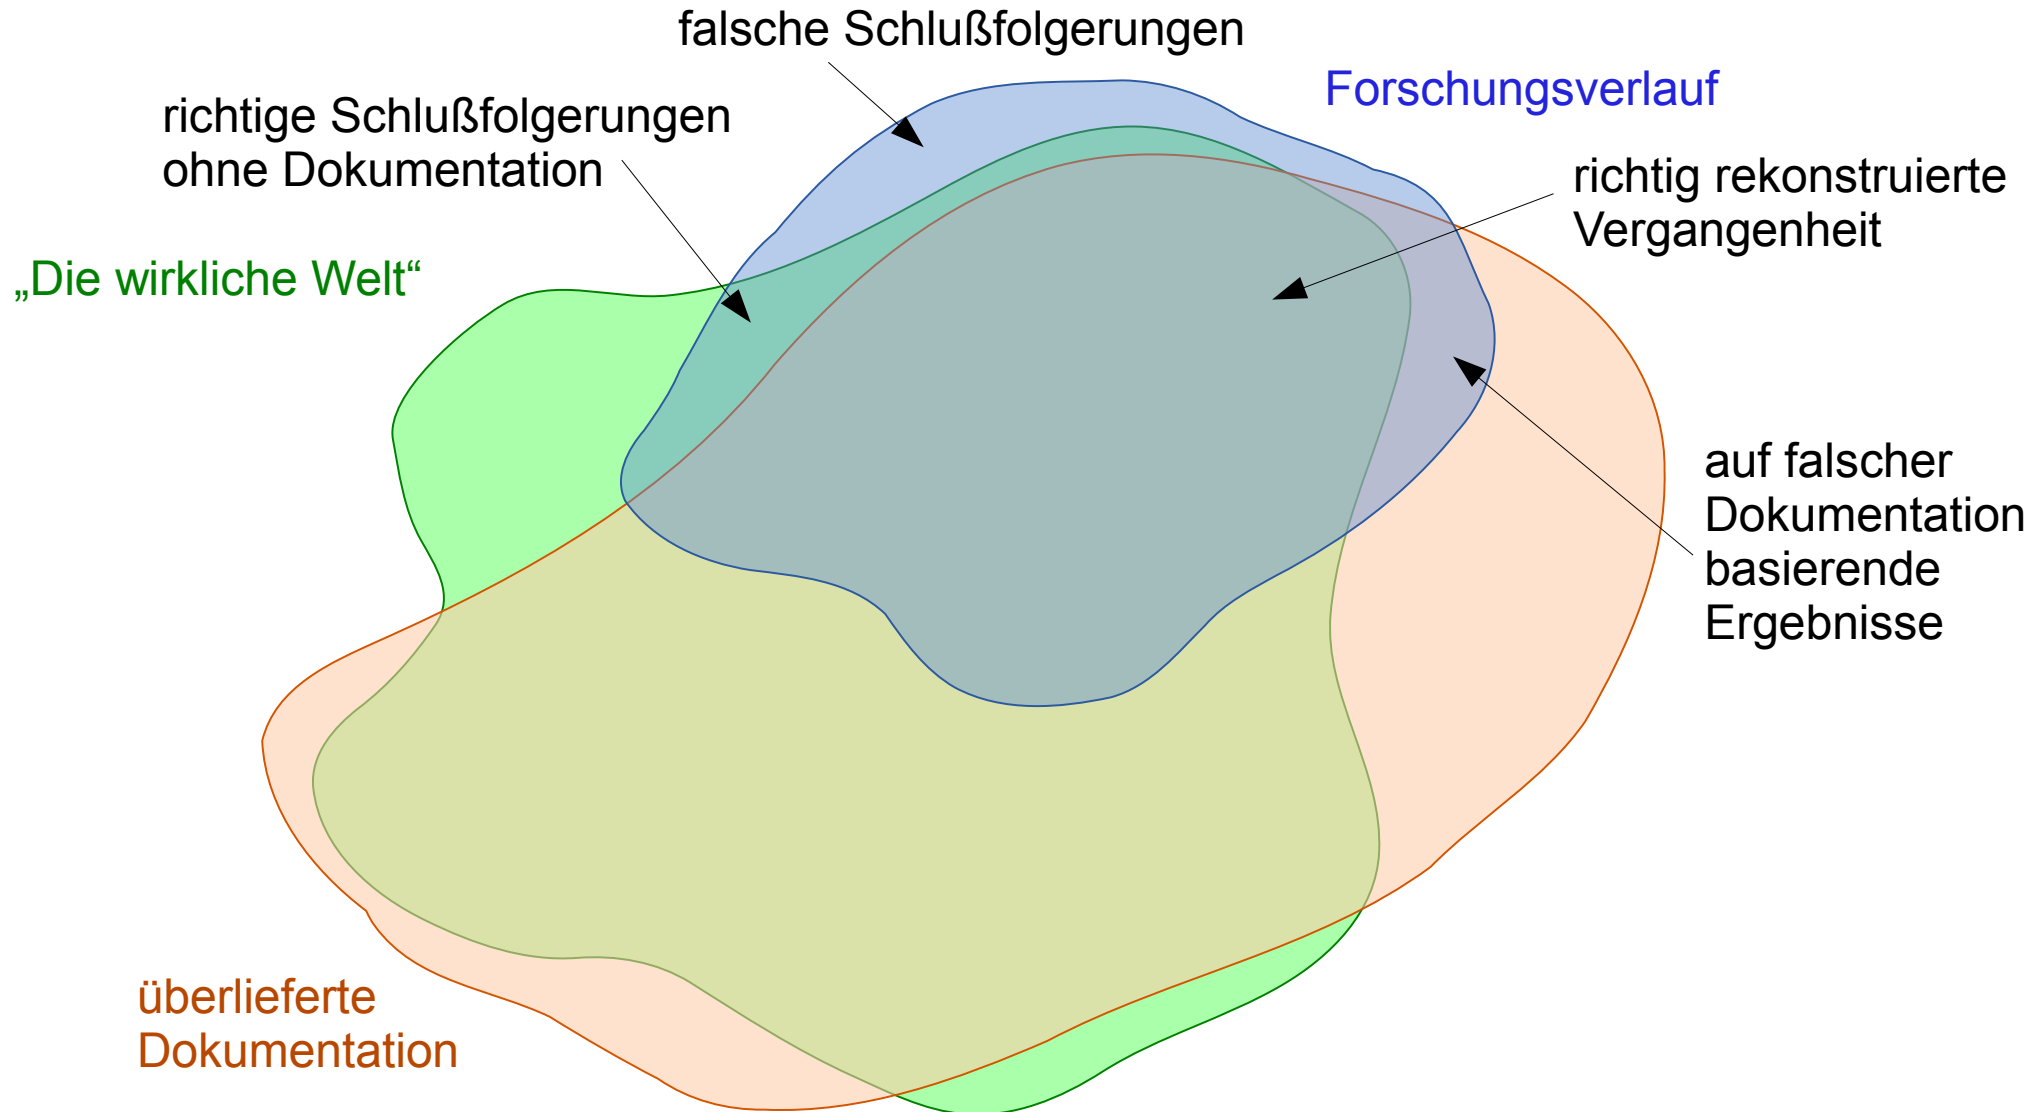 falsche Schlußfolgerungen
Forschungsverlauf
richtige Schlußfolgerungen
ohne Dokumentation
richtig rekonstruierte
Vergangenheit
„Die wirkliche Welt“
auf falscher
Dokumentation
basierende
Ergebnisse
überlieferte
Dokumentation